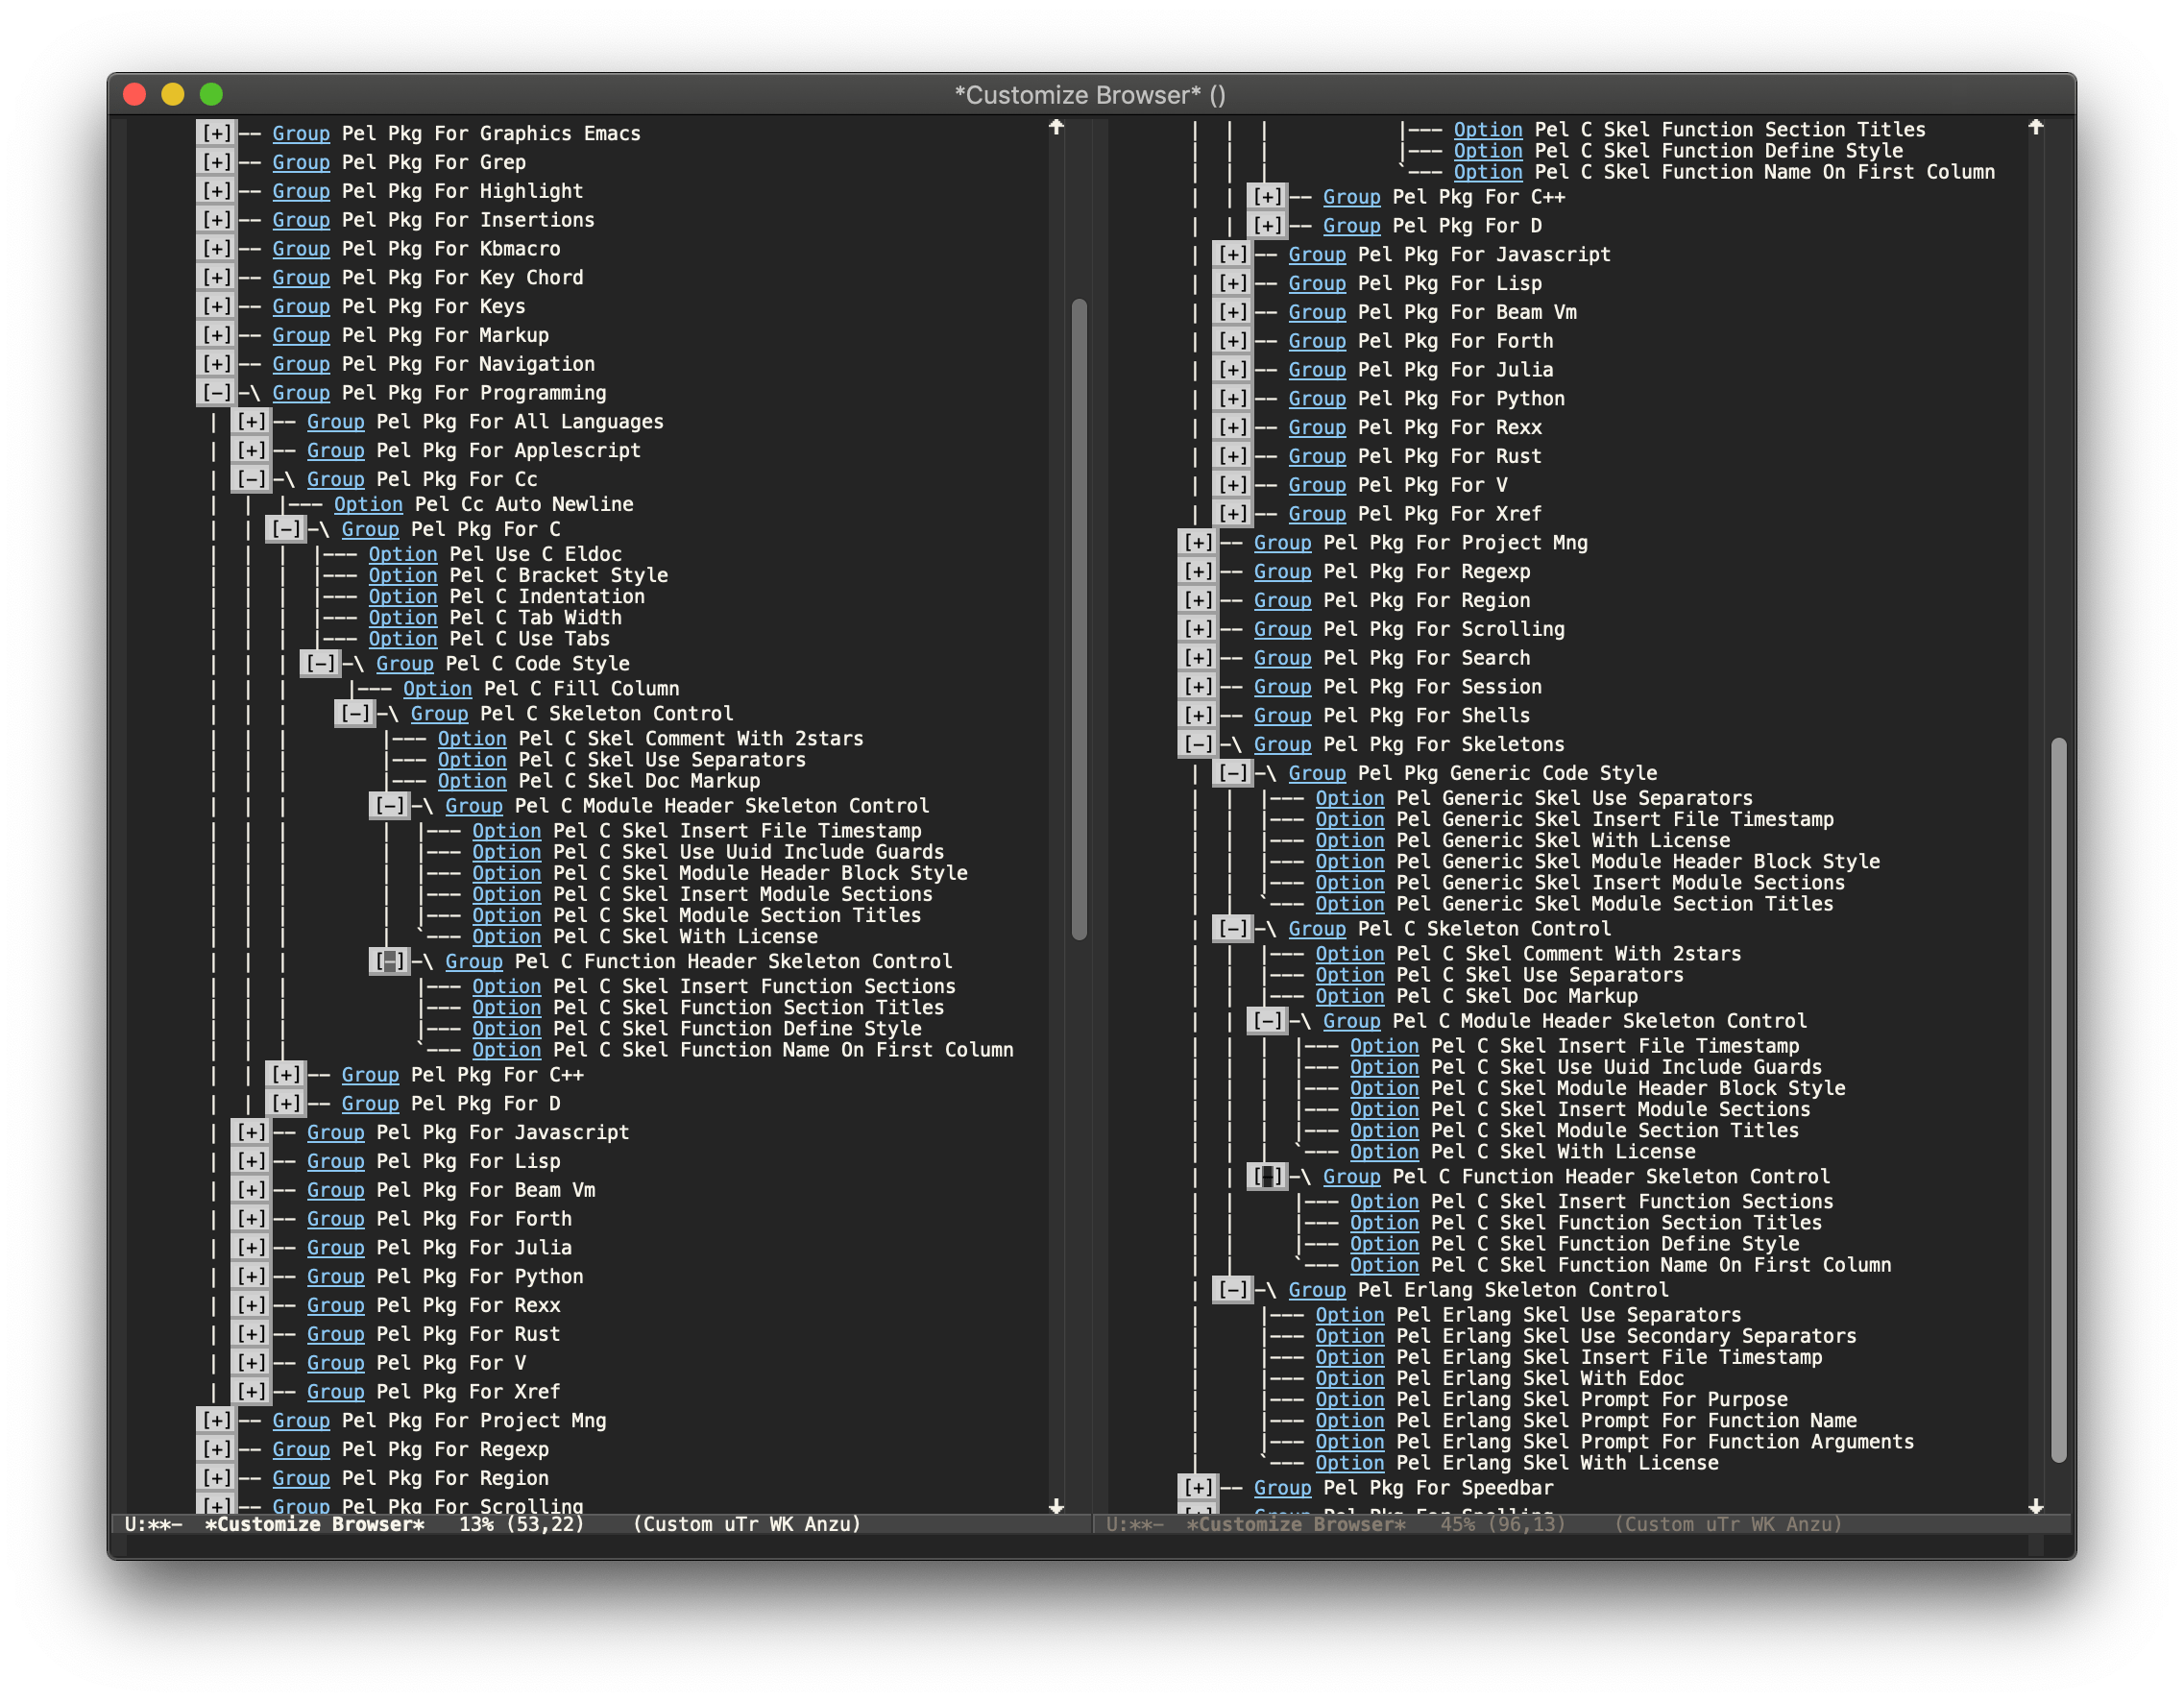 *Customize Browser* ()
[+]-- Group Pel Pkg For Graphics Emacs
[+]-- Group Pel Pkg For Grep
[+]-- Group Pel Pkg For Highlight
[+]-- Group Pel Pkg For Insertions
[+]-- Group Pel Pkg For Kbmacro
[+]-- Group Pel Pkg For Key Chord
[+]-- Group Pel Pkg For Keys
[+]-- Group Pel Pkg For Markup
[+]-- Group Pel Pkg For Navigation
[-]-\ Group Pel Pkg For Programming
| [+]-- Group Pel Pkg For All Languages
| [+]-- Group Pel Pkg For Applescript
| [-]-\ Group Pel Pkg For Cc
| | |--- Option Pel Cc Auto Newline
| | [-]-\ Group Pel Pkg For C
| | | |--- Option Pel Use C Eldoc
| | | |--- Option Pel C Bracket Style
| | | |--- Option Pel C Indentation
| | | |--- Option Pel C Tab Width
| | | |--- Option Pel C Use Tabs
| | | [-]-\ Group Pel C Code Style
| | | |--- Option Pel C Fill Column
| | | [-]-\ Group Pel C Skeleton Control
| | | |--- Option Pel C Skel Comment With 2stars
| | | |--- Option Pel C Skel Use Separators
| | | |--- Option Pel C Skel Doc Markup
| | | [-]-\ Group Pel C Module Header Skeleton Control
| | | | |--- Option Pel C Skel Insert File Timestamp
| | | | |--- Option Pel C Skel Use Uuid Include Guards
| | | | |--- Option Pel C Skel Module Header Block Style
| | | | |--- Option Pel C Skel Insert Module Sections
| | | | |--- Option Pel C Skel Module Section Titles
| | | | `--- Option Pel C Skel With License
| | | [-]-\ Group Pel C Function Header Skeleton Control
| | | |--- Option Pel C Skel Insert Function Sections
| | | |--- Option Pel C Skel Function Section Titles
| | | |--- Option Pel C Skel Function Define Style
| | | `--- Option Pel C Skel Function Name On First Column
| | [+]-- Group Pel Pkg For C++
| | [+]-- Group Pel Pkg For D
| [+]-- Group Pel Pkg For Javascript
| [+]-- Group Pel Pkg For Lisp
| [+]-- Group Pel Pkg For Beam Vm
| [+]-- Group Pel Pkg For Forth
| [+]-- Group Pel Pkg For Julia
| [+]-- Group Pel Pkg For Python
| [+]-- Group Pel Pkg For Rexx
| [+]-- Group Pel Pkg For Rust
| [+]-- Group Pel Pkg For V
| [+]-- Group Pel Pkg For Xref
[+]-- Group Pel Pkg For Project Mng
[+]-- Group Pel Pkg For Regexp
[+]-- Group Pel Pkg For Region
[+]-- Group Pel Pkg For Scrolling
U:**- *Customize Browser* 13% (53,22) (Custom uTr WK Anzu)
| | | |--- Option Pel C Skel Function Section Titles
| | | |--- Option Pel C Skel Function Define Style
| | | `--- Option Pel C Skel Function Name On First Column
| | [+]-- Group Pel Pkg For C++
| | [+]-- Group Pel Pkg For D
| [+]-- Group Pel Pkg For Javascript
| [+]-- Group Pel Pkg For Lisp
| [+]-- Group Pel Pkg For Beam Vm
| [+]-- Group Pel Pkg For Forth
| [+]-- Group Pel Pkg For Julia
| [+]-- Group Pel Pkg For Python
| [+]-- Group Pel Pkg For Rexx
| [+]-- Group Pel Pkg For Rust
| [+]-- Group Pel Pkg For V
| [+]-- Group Pel Pkg For Xref
[+]-- Group Pel Pkg For Project Mng
[+]-- Group Pel Pkg For Regexp
[+]-- Group Pel Pkg For Region
[+]-- Group Pel Pkg For Scrolling
[+]-- Group Pel Pkg For Search
[+]-- Group Pel Pkg For Session
[+]-- Group Pel Pkg For Shells
[-]-\ Group Pel Pkg For Skeletons
| [-]-\ Group Pel Pkg Generic Code Style
| | |--- Option Pel Generic Skel Use Separators
| | |--- Option Pel Generic Skel Insert File Timestamp
| | |--- Option Pel Generic Skel With License
| | |--- Option Pel Generic Skel Module Header Block Style
| | |--- Option Pel Generic Skel Insert Module Sections
| | `--- Option Pel Generic Skel Module Section Titles
| [-]-\ Group Pel C Skeleton Control
| | |--- Option Pel C Skel Comment With 2stars
| | |--- Option Pel C Skel Use Separators
| | |--- Option Pel C Skel Doc Markup
| | [-]-\ Group Pel C Module Header Skeleton Control
| | | |--- Option Pel C Skel Insert File Timestamp
| | | |--- Option Pel C Skel Use Uuid Include Guards
| | | |--- Option Pel C Skel Module Header Block Style
| | | |--- Option Pel C Skel Insert Module Sections
| | | |--- Option Pel C Skel Module Section Titles
| | | `--- Option Pel C Skel With License
| | [-]-\ Group Pel C Function Header Skeleton Control
| | |--- Option Pel C Skel Insert Function Sections
| | |--- Option Pel C Skel Function Section Titles
| | |--- Option Pel C Skel Function Define Style
| | `--- Option Pel C Skel Function Name On First Column
| [-]-\ Group Pel Erlang Skeleton Control
| |--- Option Pel Erlang Skel Use Separators
| |--- Option Pel Erlang Skel Use Secondary Separators
| |--- Option Pel Erlang Skel Insert File Timestamp
| |--- Option Pel Erlang Skel With Edoc
| |--- Option Pel Erlang Skel Prompt For Purpose
| |--- Option Pel Erlang Skel Prompt For Function Name
| |--- Option Pel Erlang Skel Prompt For Function Arguments
| `--- Option Pel Erlang Skel With License
[+]-- Group Pel Pkg For Speedbar
[+]-- Group Pel Pkg For Spelling
U:**- *Customize Browser* 45% (96,13) (Custom uTr WK Anzu)